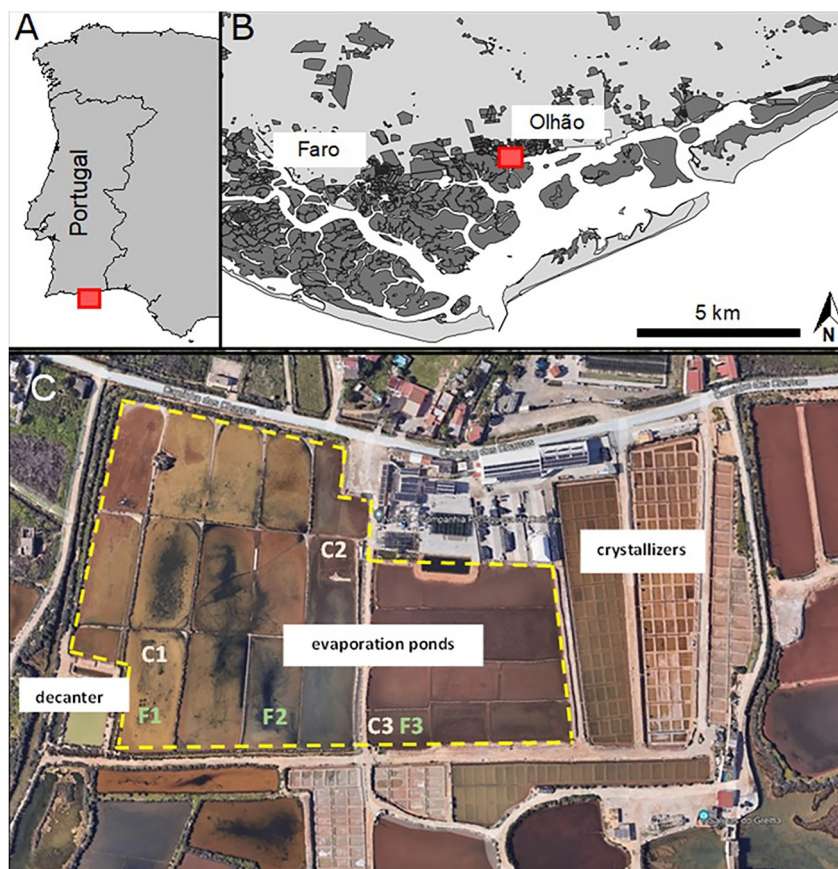 A
B
Portugal
Faro
Olhão
5 km
N
C
C2
crystallizers
evaporation ponds
C1
decanter
F1
F2
C3 F3